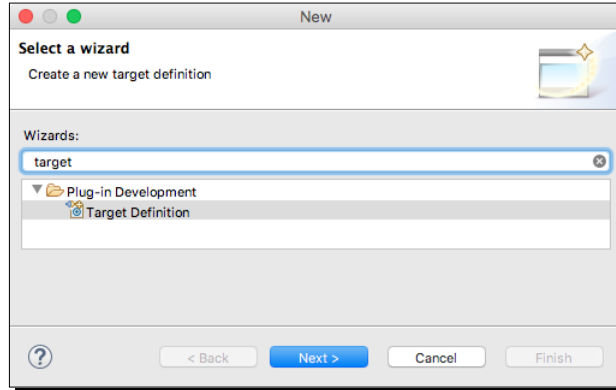 New
Select a wizard
Create a new target definition
Wizards:
target
Plug-in Development
Target Definition
?
< Back
Next >
Cancel
Finish